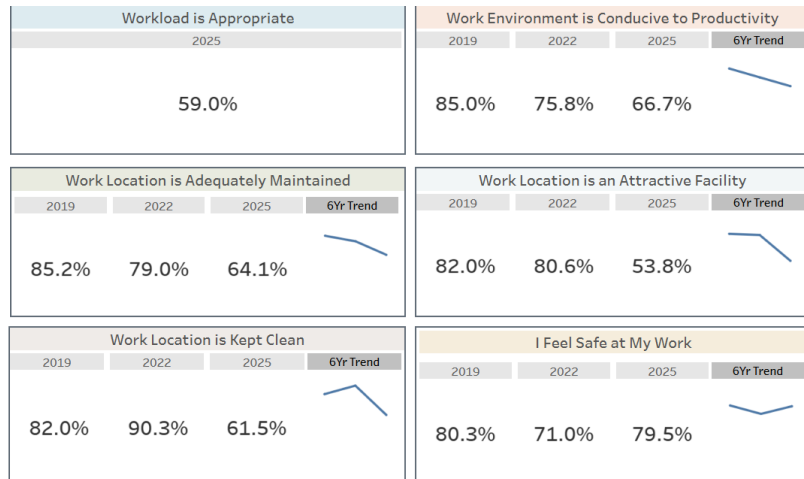 Workload is Appropriate
2025
59.0%
Work Environment is Conducive to Productivity
2019 2022 2025 6Yr Trend
85.0% 75.8% 66.7%
Work Location is Adequately Maintained
2019 2022 2025 6Yr Trend
85.2% 79.0% 64.1%
Work Location is an Attractive Facility
2019 2022 2025 6Yr Trend
82.0% 80.6% 53.8%
Work Location is Kept Clean
2019 2022 2025 6Yr Trend
82.0% 90.3% 61.5%
I Feel Safe at My Work
2019 2022 2025 6Yr Trend
80.3% 71.0% 79.5%